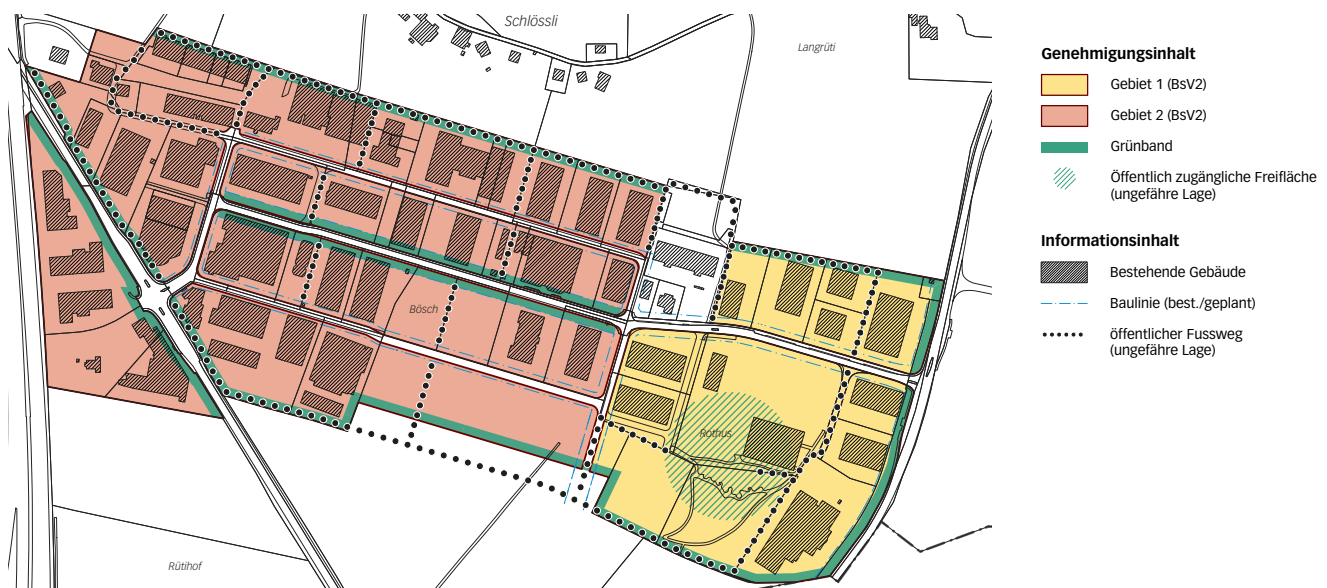 Schlössli
Langrüti
Bösch
Rothus
Rütihof
Genehmigungsinhalt
Gebiet 1 (BsV2)
Gebiet 2 (BsV2)
Grünband
Öffentlich zugängliche Freifläche
(ungefähre Lage)
Informationsinhalt
Bestehende Gebäude
Baulinie (best./geplant)
öffentlicher Fussweg
(ungefähre Lage)